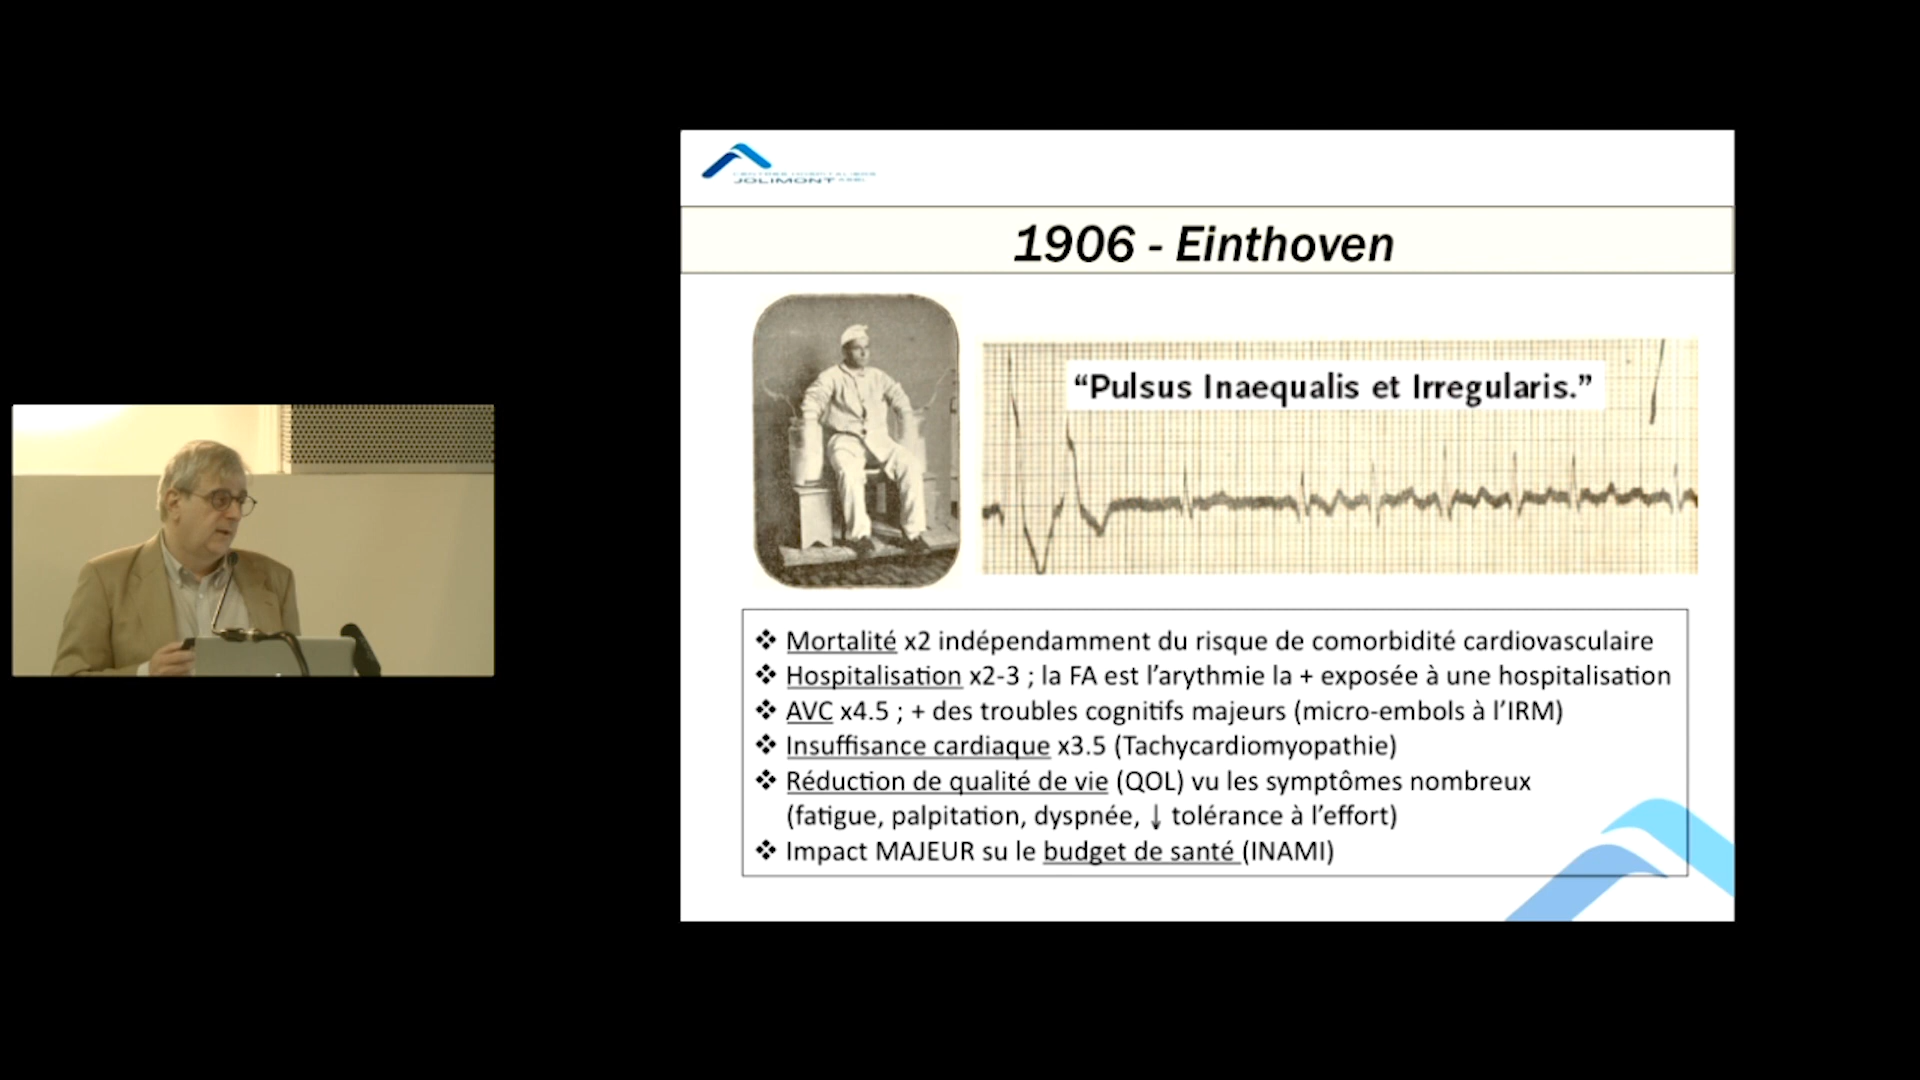 CENTRES HOSPITALIERS
JOLIMONT ASBL
1906 - Einthoven
“Pulsus Inaequalis et Irregularis.”
❖ Mortalité x2 indépendamment du risque de comorbidité cardiovasculaire
❖ Hospitalisation x2-3 ; la FA est l’arythmie la + exposée à une hospitalisation
❖ AVC x4.5 ; + des troubles cognitifs majeurs (micro-embols à l’IRM)
❖ Insuffisance cardiaque x3.5 (Tachycardiomyopathie)
❖ Réduction de qualité de vie (QOL) vu les symptômes nombreux
(fatigue, palpitation, dyspnée, ↓ tolérance à l’effort)
❖ Impact MAJEUR su le budget de santé (INAMI)